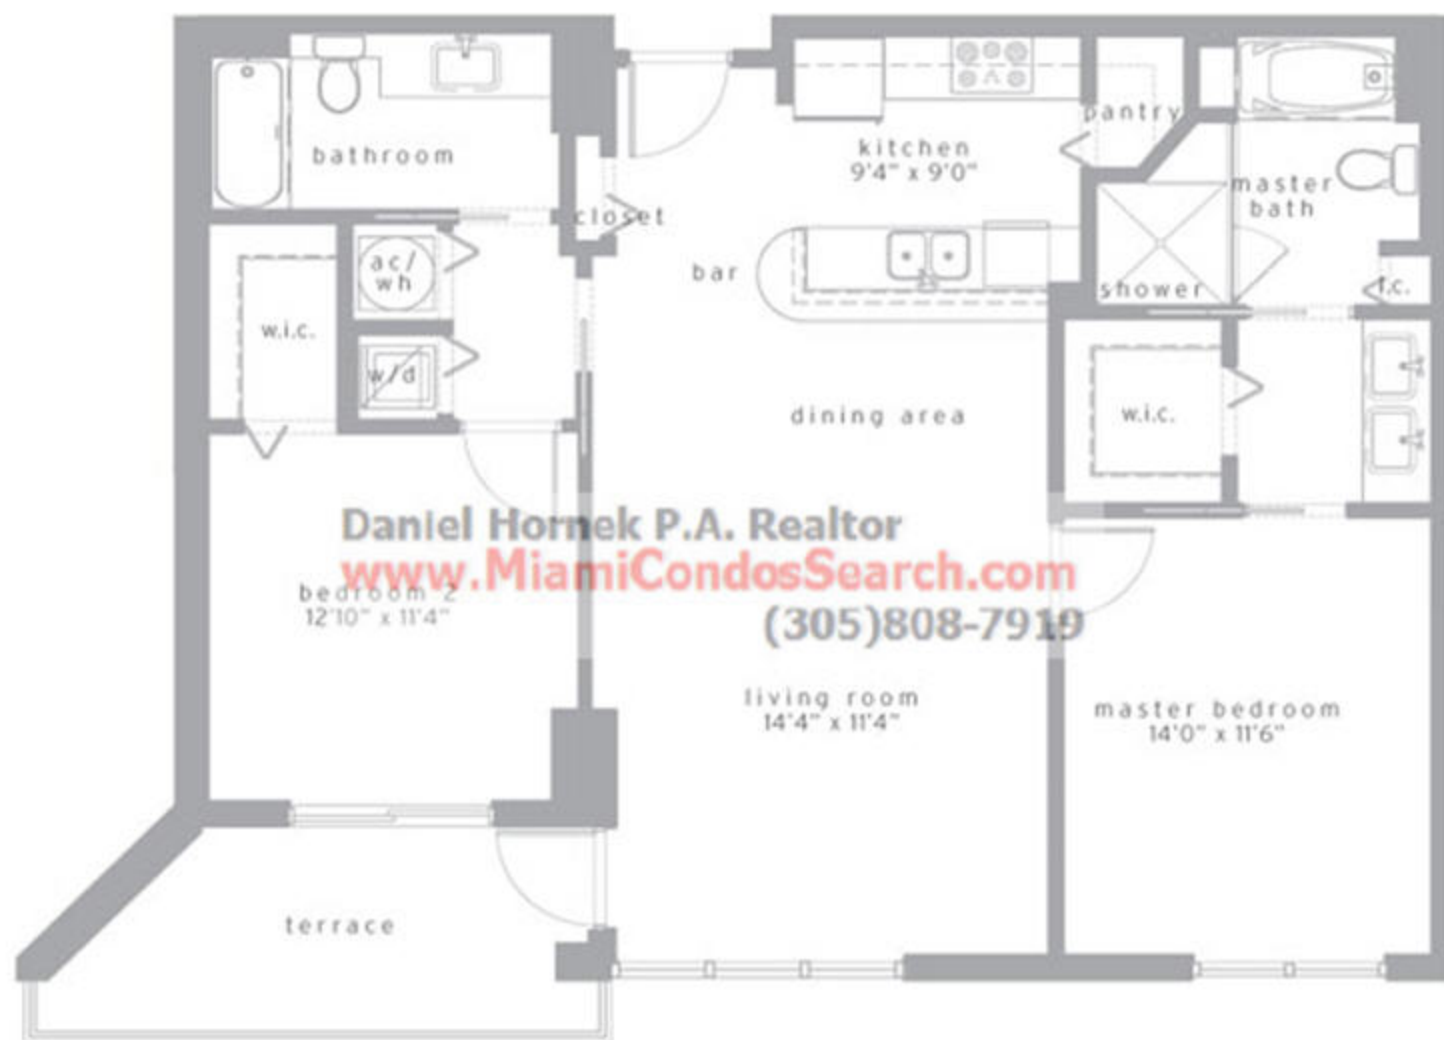 bathroom
closet
ac/
wh
w.i.c.
w/d
kitchen
9'4" x 9'0"
pantry
master
bath
bar
shower
l.c.
dining area
w.i.c.
Daniel Hornek P.A. Realtor
www.MiamiCondosSearch.com
(305)808-7919
bedroom 2
12'10" x 11'4"
living room
14'4" x 11'4"
master bedroom
14'0" x 11'6"
terrace